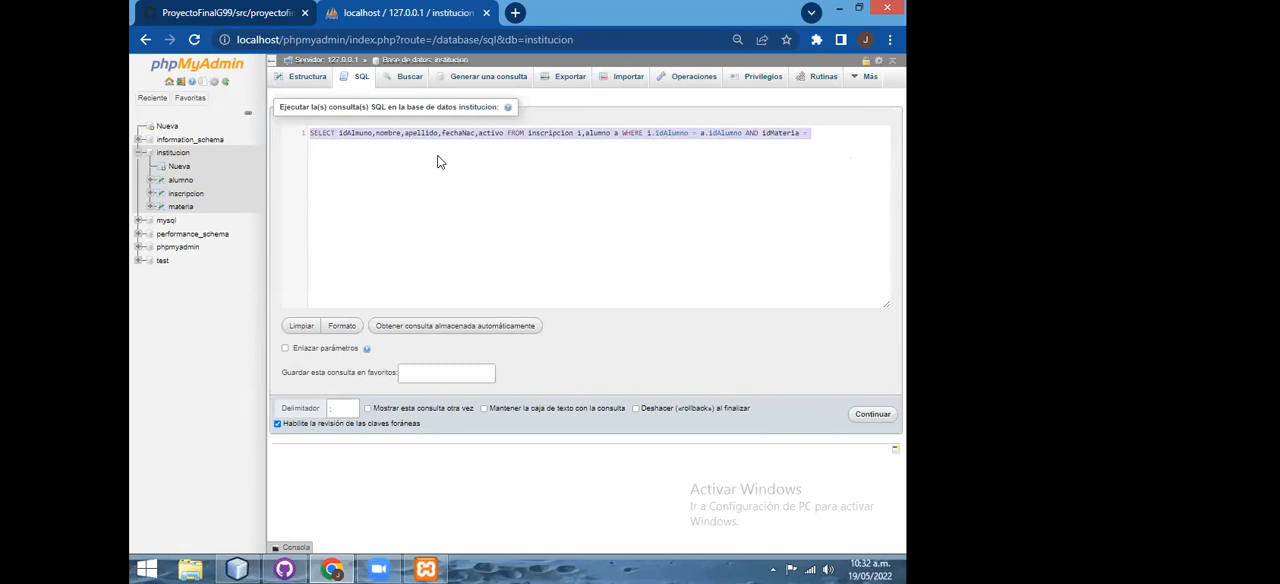 ProyectoFinalG99/src/proyectofin
localhost / 127.0.0.1 / institucion
localhost/phpmyadmin/index.php?route=/database/sql&db=institucion
phpMyAdmin
Reciente Favoritas
Nueva
information_schema
institucion
Nueva
alumno
inscripcion
materia
mysql
performance_schema
phpmyadmin
test
Servidor: 127.0.0.1 » Base de datos: institucion
Estructura SQL Buscar Generar una consulta Exportar Importar Operaciones Privilegios Rutinas Más
Ejecutar la(s) consulta(s) SQL en la base de datos institucion:
1 SELECT idAlmuno,nombre,apellido,fechaNac,activo FROM inscripcion i,alumno a WHERE i.idAlumno = a.idAlumno AND idMateria =
Limpiar Formato Obtener consulta almacenada automáticamente
Enlazar parámetros
Guardar esta consulta en favoritos:
Delimitador ; Mostrar esta consulta otra vez Mantener la caja de texto con la consulta Deshacer («rollback») al finalizar
Continuar
Habilite la revisión de las claves foráneas
Activar Windows
Ir a Configuración de PC para activar
Windows.
Consola
10:32 a.m.
19/05/2022